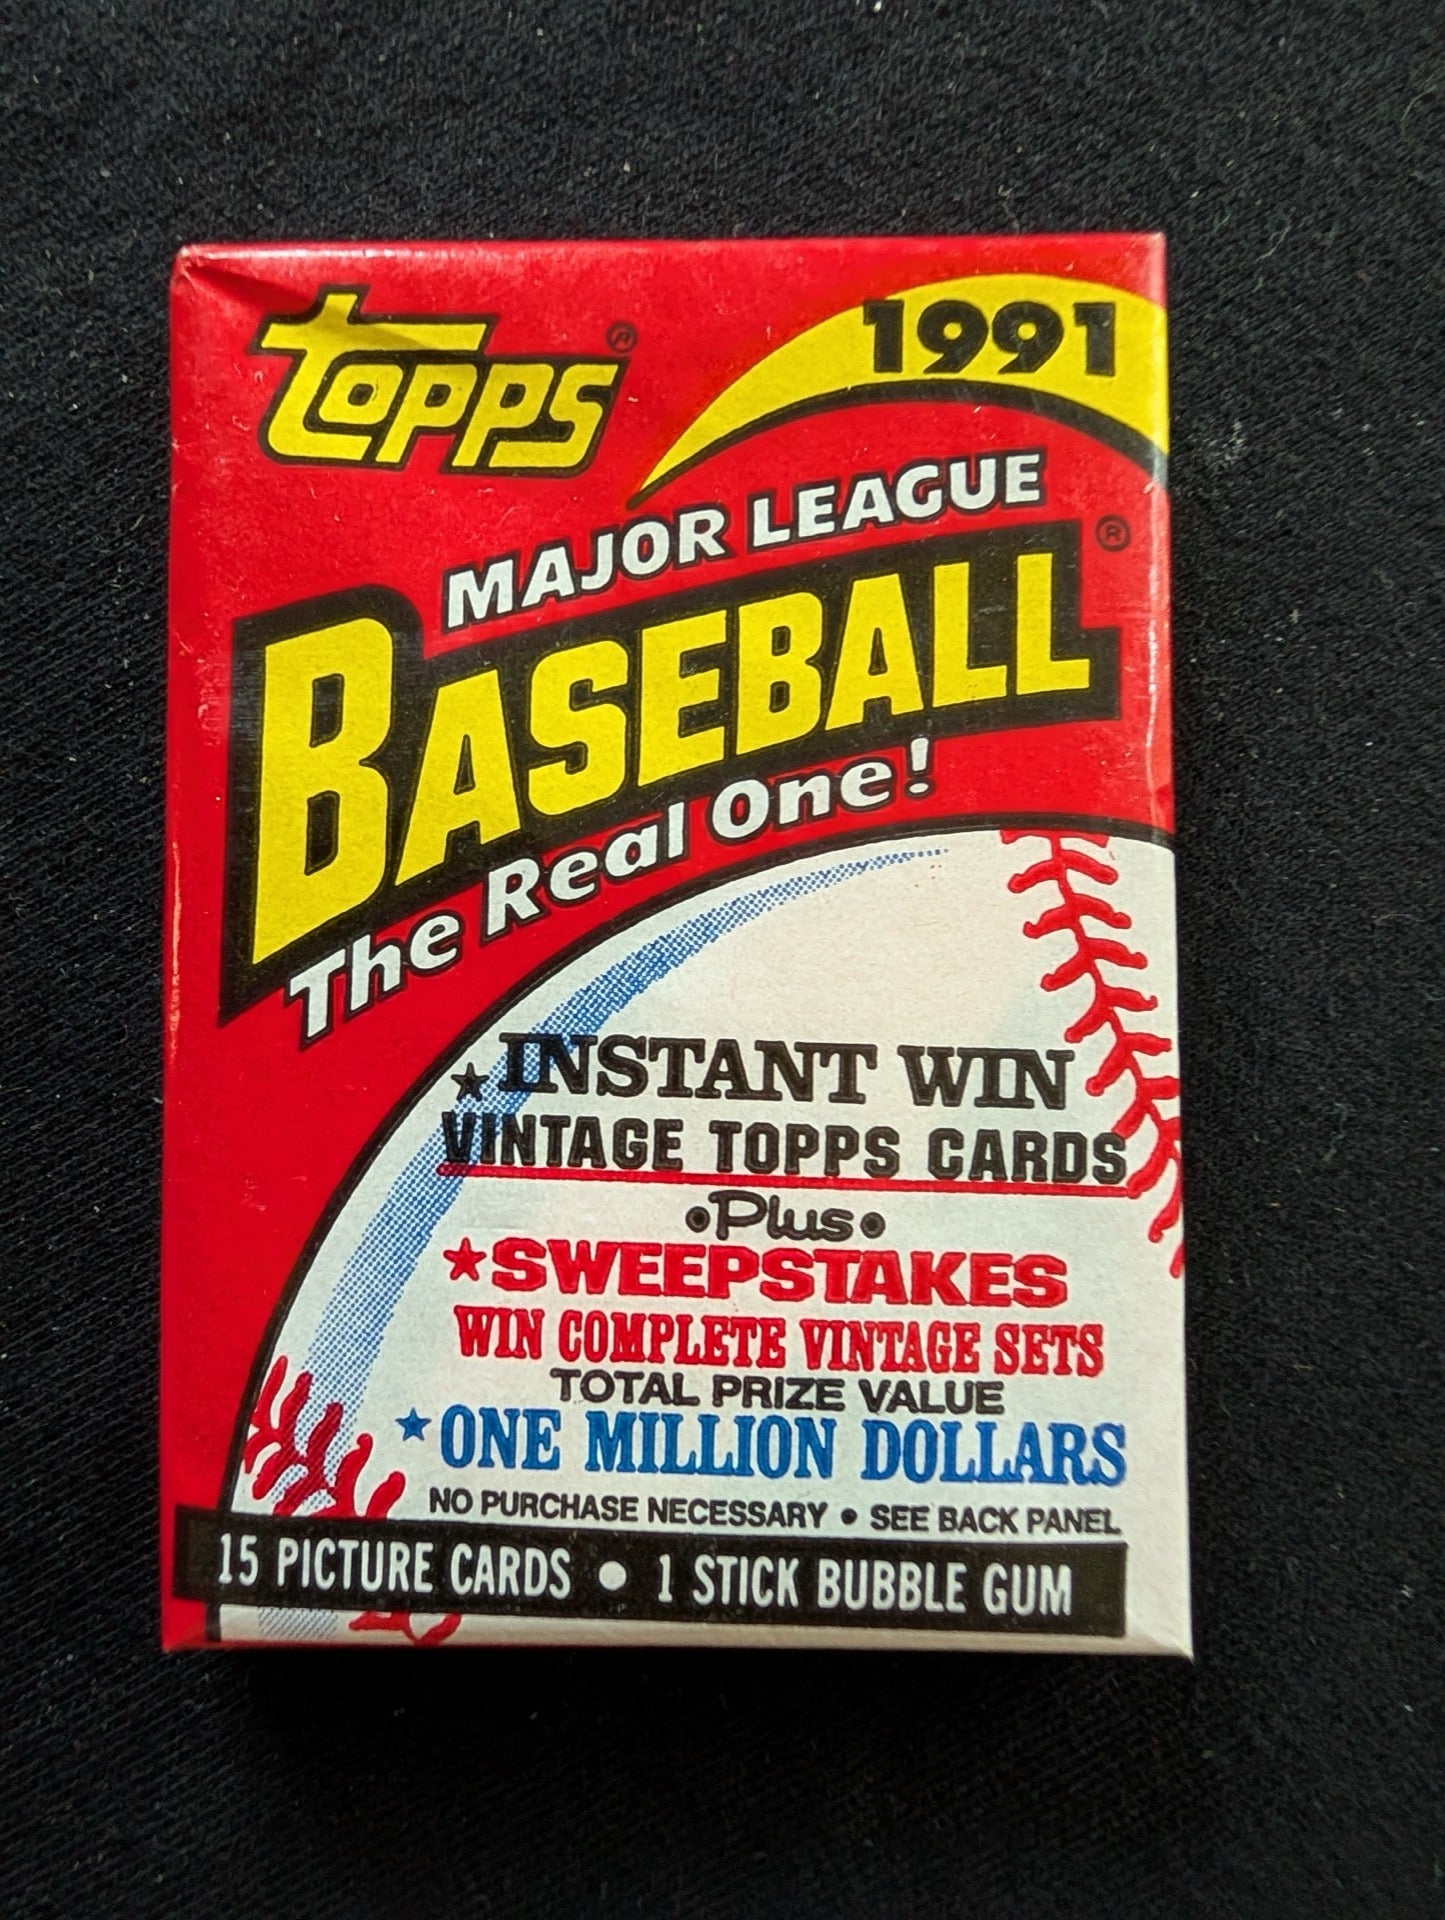 Topps®
1991
MAJOR LEAGUE
BASEBALL®
The Real One!
★INSTANT WIN
VINTAGE TOPPS CARDS
•Plus•
★SWEEPSTAKES
WIN COMPLETE VINTAGE SETS
TOTAL PRIZE VALUE
★ONE MILLION DOLLARS
NO PURCHASE NECESSARY • SEE BACK PANEL
15 PICTURE CARDS • 1 STICK BUBBLE GUM